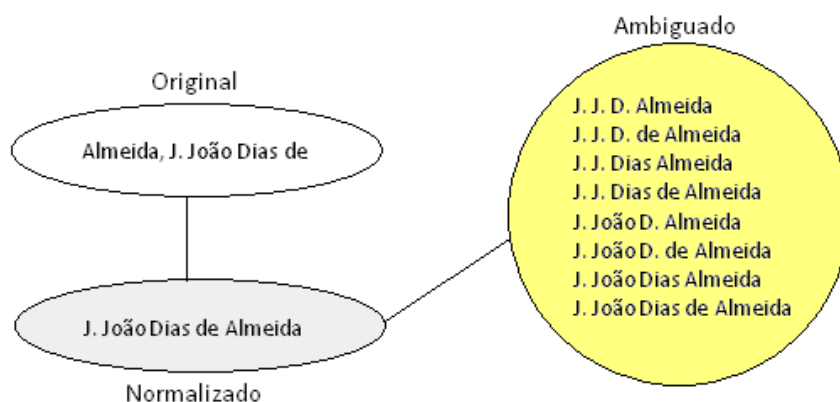 Ambiguado
Original
Almeida, J. João Dias de
J. João Dias de Almeida
Normalizado
J. J. D. Almeida
J. J. D. de Almeida
J. J. Dias Almeida
J. J. Dias de Almeida
J. João D. Almeida
J. João D. de Almeida
J. João Dias Almeida
J. João Dias de Almeida